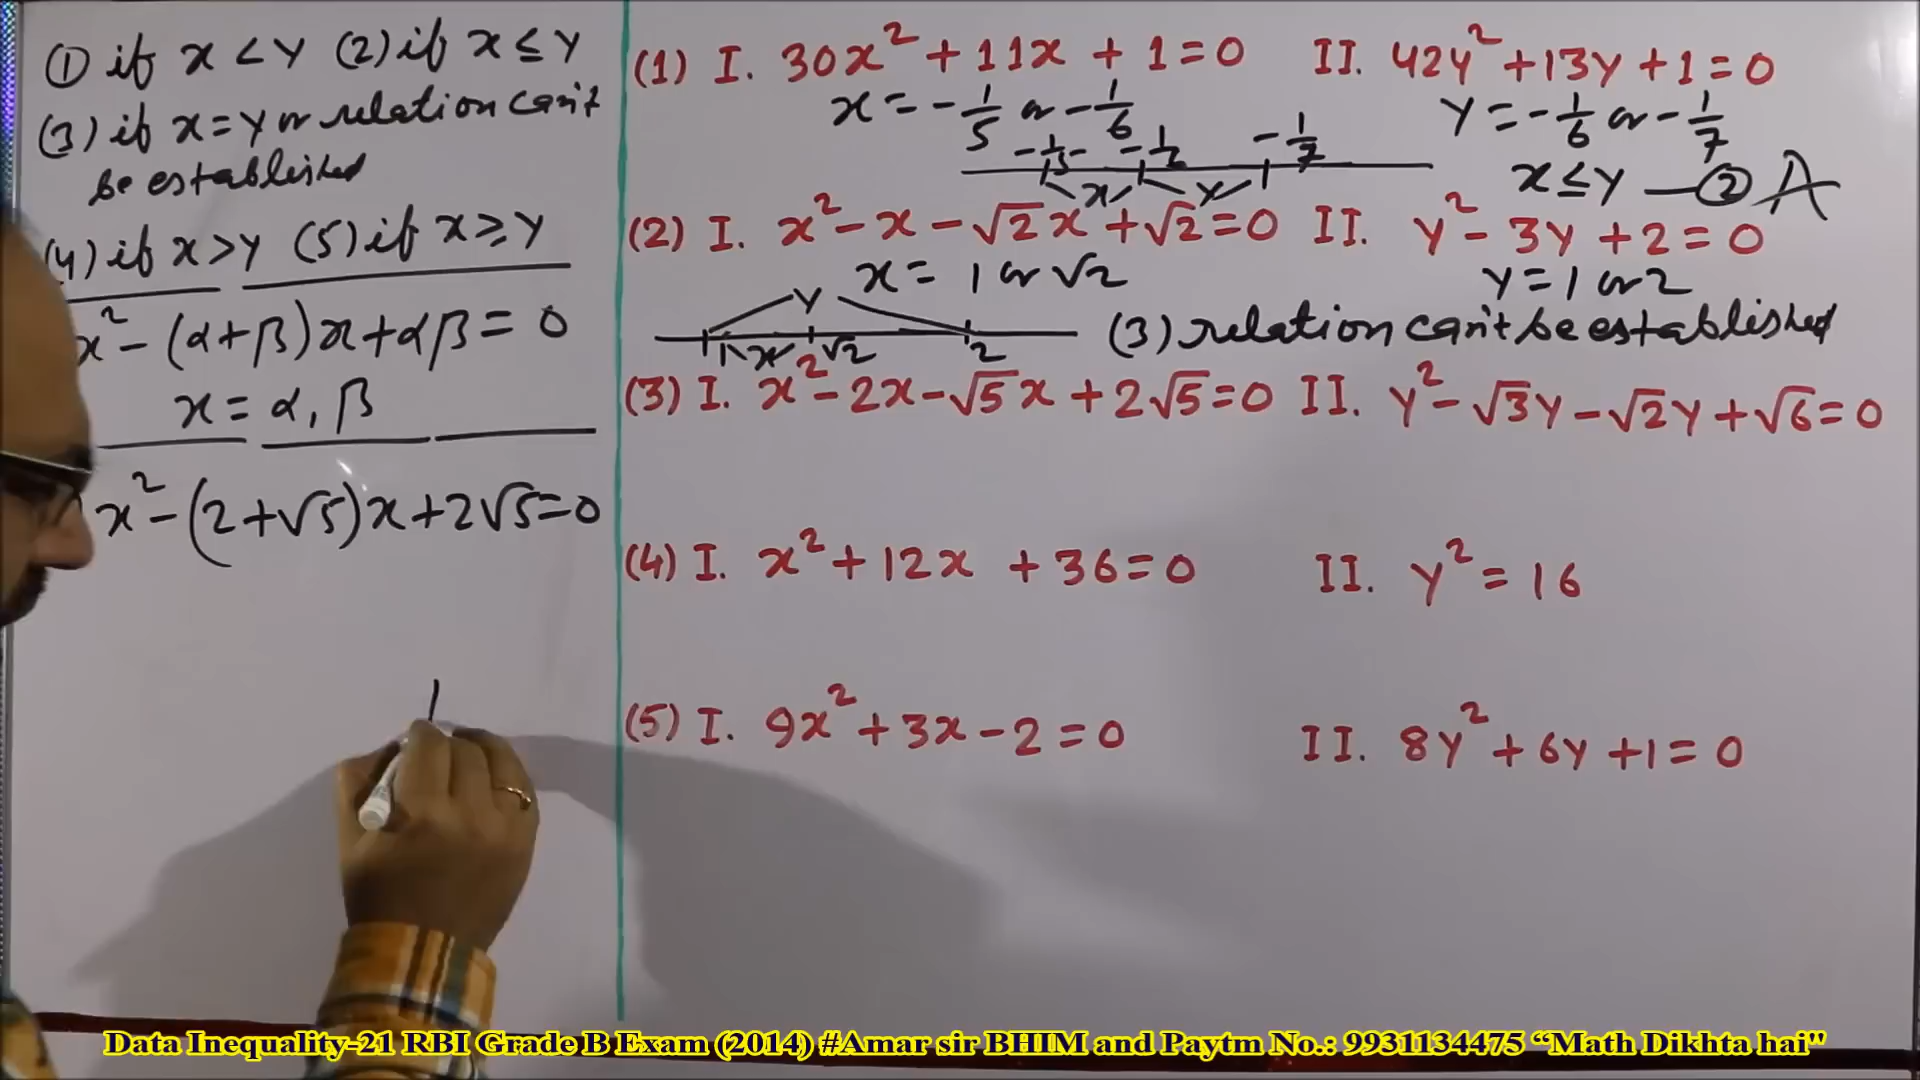 ① if x < y (2) if x ≤ y
(3) if x = y or relation can't
be established
(4) if x > y (5) if x ≥ y
x² - (α+β)x + αβ = 0
x = α, β
x² - (2+√5)x + 2√5 = 0
(1) I. 30x² + 11x + 1 = 0 II. 42y² + 13y + 1 = 0
x = -1/5 or -1/6 y = -1/6 or -1/7
-1/7
x y x ≤ y — ② A
(2) I. x² - x - √2x + √2 = 0 II. y² - 3y + 2 = 0
x = 1 or √2 y = 1 or 2
y
1 x √2 2 (3) relation can't be established
(3) I. x² - 2x - √5x + 2√5 = 0 II. y² - √3y - √2y + √6 = 0
(4) I. x² + 12x + 36 = 0 II. y² = 16
(5) I. 9x² + 3x - 2 = 0 II. 8y² + 6y + 1 = 0
Data Inequality-21 RBI Grade B Exam (2014) #Amar sir BHIM and Paytm No.: 9931134475 “Math Dikhta hai"